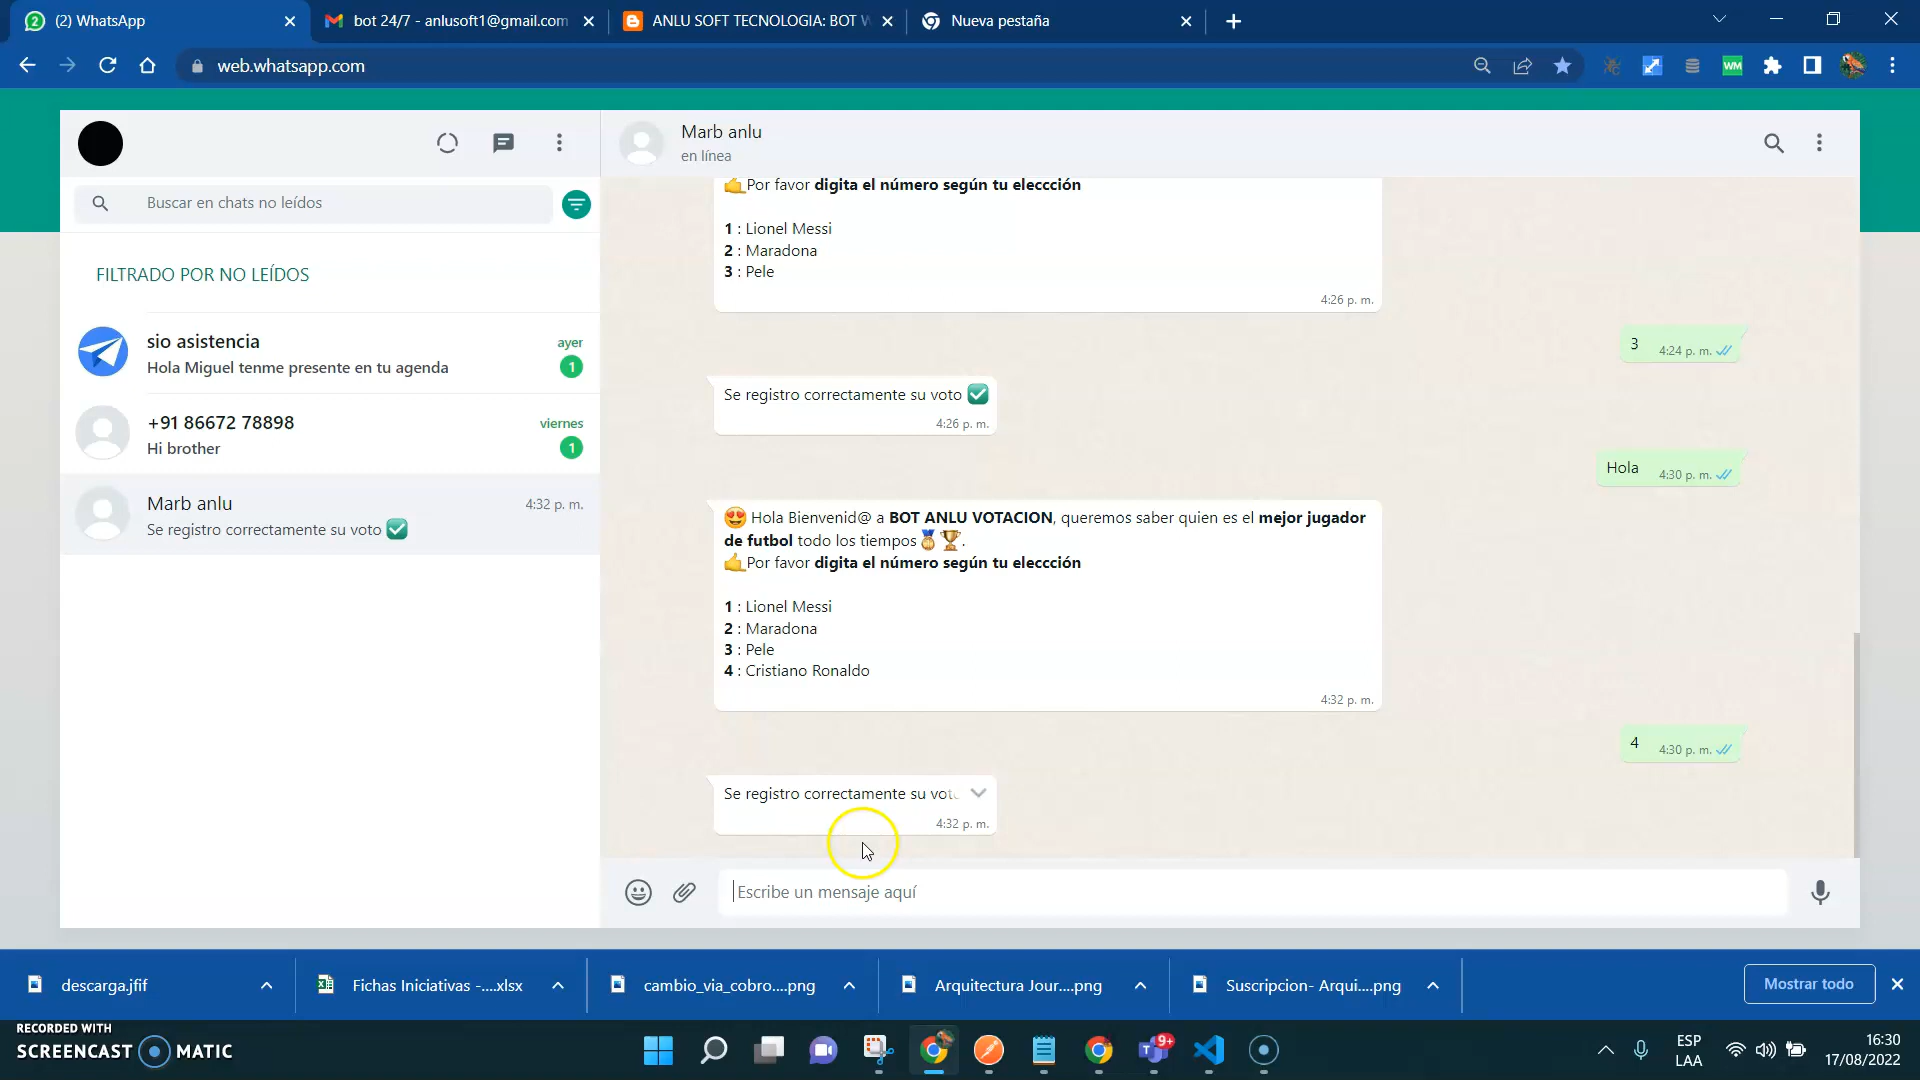 (2) WhatsApp
bot 24/7 - anlusoft1@gmail.com
ANLU SOFT TECNOLOGIA: BOT W
Nueva pestaña
web.whatsapp.com
WM
Marb anlu
en línea
Buscar en chats no leídos
FILTRADO POR NO LEÍDOS
sio asistencia
ayer
Hola Miguel tenme presente en tu agenda
1
+91 86672 78898
viernes
Hi brother
1
Marb anlu
4:32 p. m.
Se registro correctamente su voto ✅
🤙Por favor digita el número según tu eleccción
1 : Lionel Messi
2 : Maradona
3 : Pele
4:26 p. m.
3 4:24 p. m.
Se registro correctamente su voto ✅
4:26 p. m.
Hola 4:30 p. m.
😍 Hola Bienvenid@ a BOT ANLU VOTACION, queremos saber quien es el mejor jugador
de futbol todo los tiempos🏅🏆.
🤙Por favor digita el número según tu eleccción
1 : Lionel Messi
2 : Maradona
3 : Pele
4 : Cristiano Ronaldo
4:32 p. m.
4 4:30 p. m.
Se registro correctamente su voto
4:32 p. m.
Escribe un mensaje aquí
descarga.jfif
Fichas Iniciativas -....xlsx
cambio_via_cobro....png
Arquitectura Jour....png
Suscripcion- Arqui....png
Mostrar todo
RECORDED WITH
SCREENCAST MATIC
9+
ESP
LAA
16:30
17/08/2022